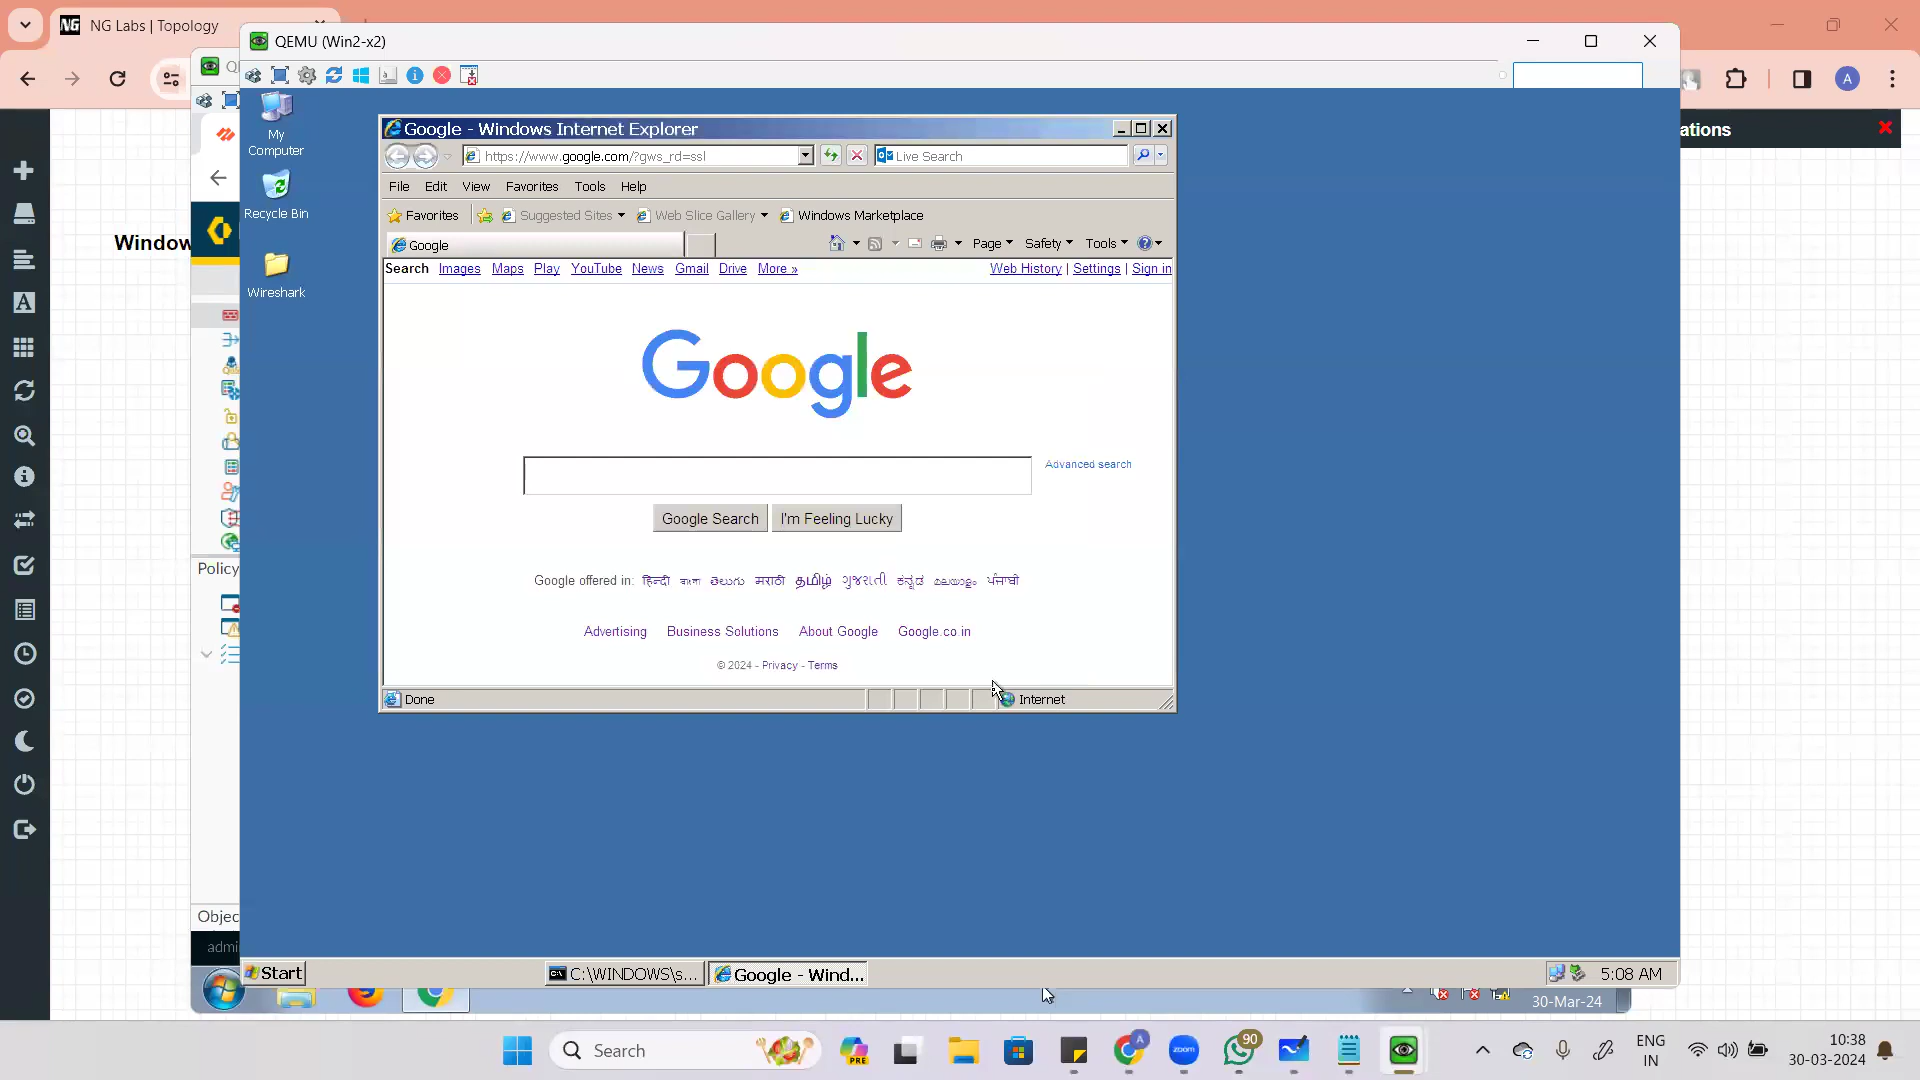 NG Labs | Topology
QEMU (Win2-x2)
A
ations
Window
My
Computer
Recycle Bin
Wireshark
Google - Windows Internet Explorer
https://www.google.com/?gws_rd=ssl
Live Search
File Edit View Favorites Tools Help
Favorites Suggested Sites Web Slice Gallery Windows Marketplace
Google
Page Safety Tools
Search Images Maps Play YouTube News Gmail Drive More »
Web History | Settings | Sign in
Google
Advanced search
Google Search I'm Feeling Lucky
Google offered in: हिन्दी বাংলা తెలుగు मराठी தமிழ் ગુજરાતી ಕನ್ನಡ മലയാളം ਪੰਜਾਬੀ
Advertising Business Solutions About Google Google.co.in
© 2024 - Privacy - Terms
Done Internet
Policy
Objec
admi
Start C:\WINDOWS\s... Google - Wind... 5:08 AM
30-Mar-24
Search PRE A zoom 90 ENG
IN
10:38
30-03-2024